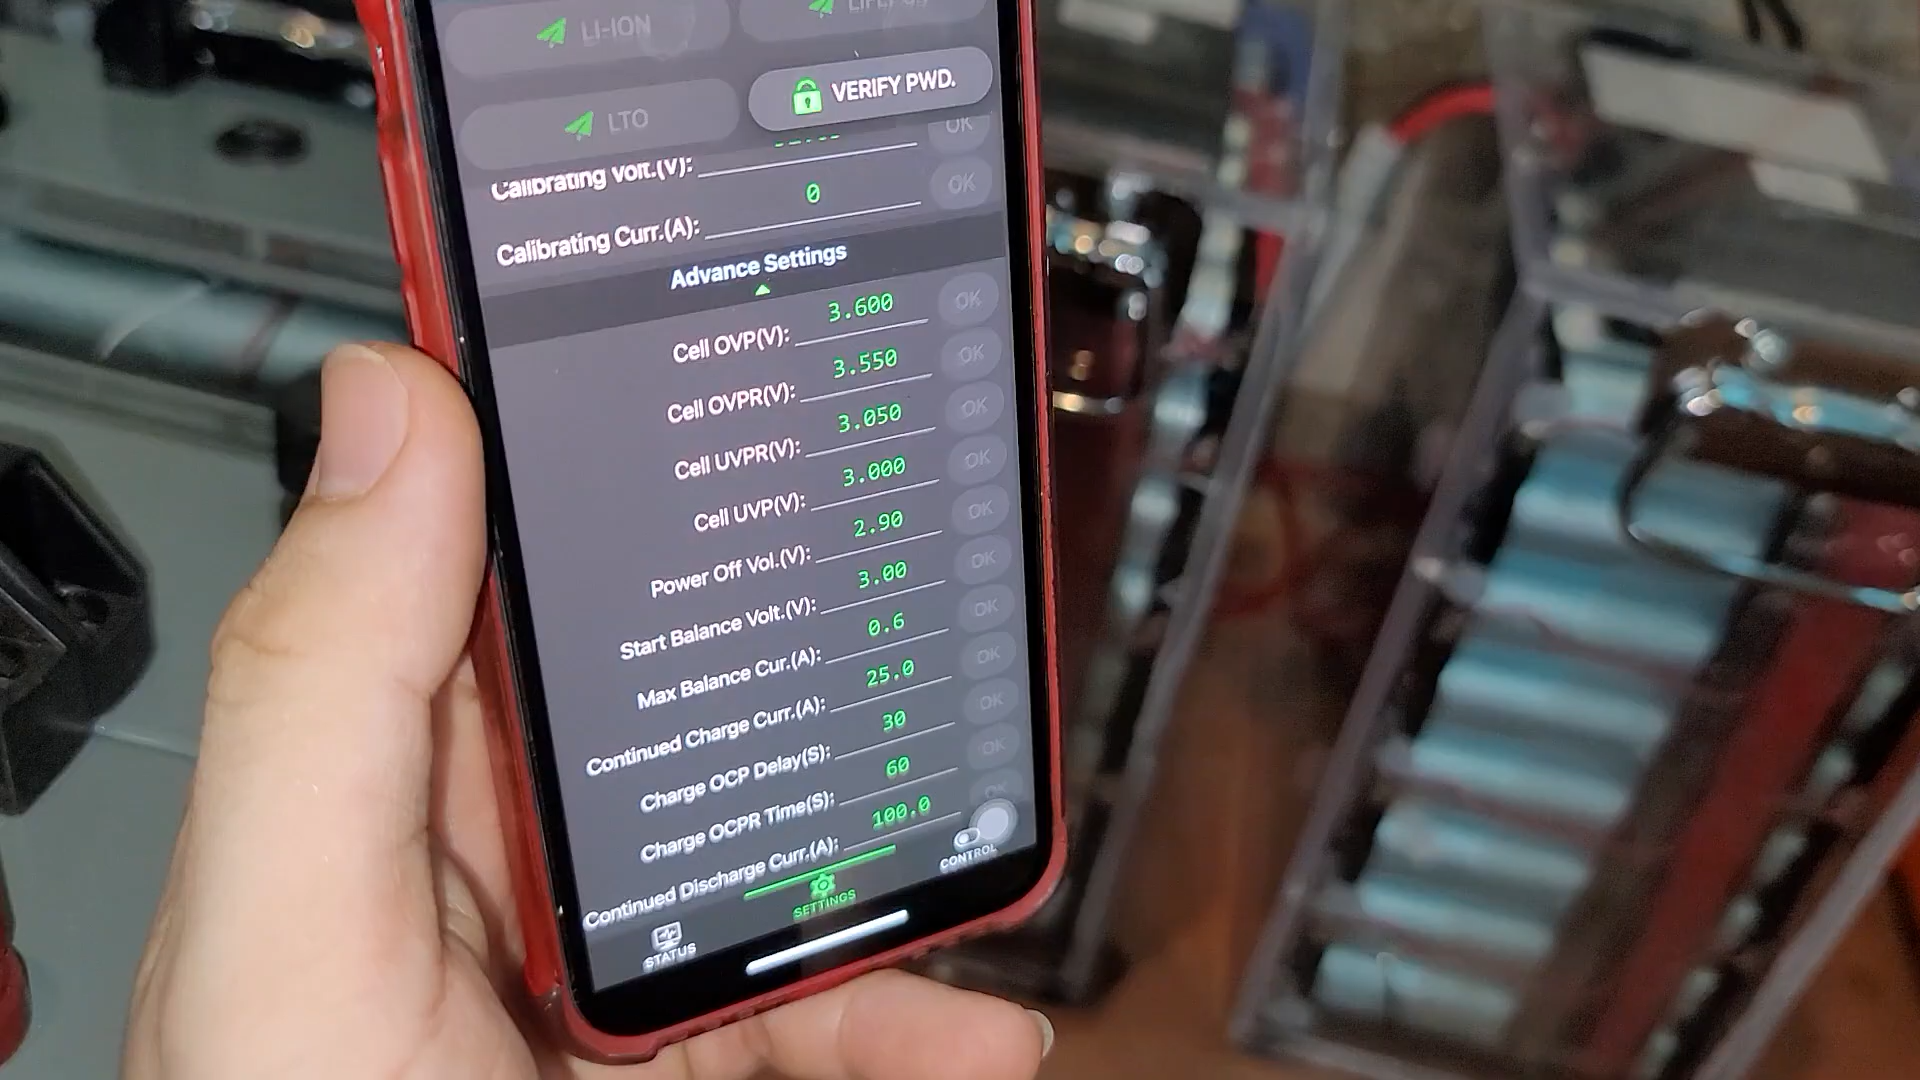 LI-ION
LTO
VERIFY PWD.
OK
Calibrating Volt.(V):
Calibrating Curr.(A): 0 OK
Advance Settings
Cell OVP(V): 3.600 OK
Cell OVPR(V): 3.550 OK
Cell UVPR(V): 3.050 OK
Cell UVP(V): 3.000 OK
Power Off Vol.(V): 2.90 OK
Start Balance Volt.(V): 3.00 OK
Max Balance Cur.(A): 0.6 OK
Continued Charge Curr.(A): 25.0 OK
Charge OCP Delay(S): 30 OK
Charge OCPR Time(S): 60 OK
Continued Discharge Curr.(A): 100.0 OK
STATUS
SETTINGS
CONTROL